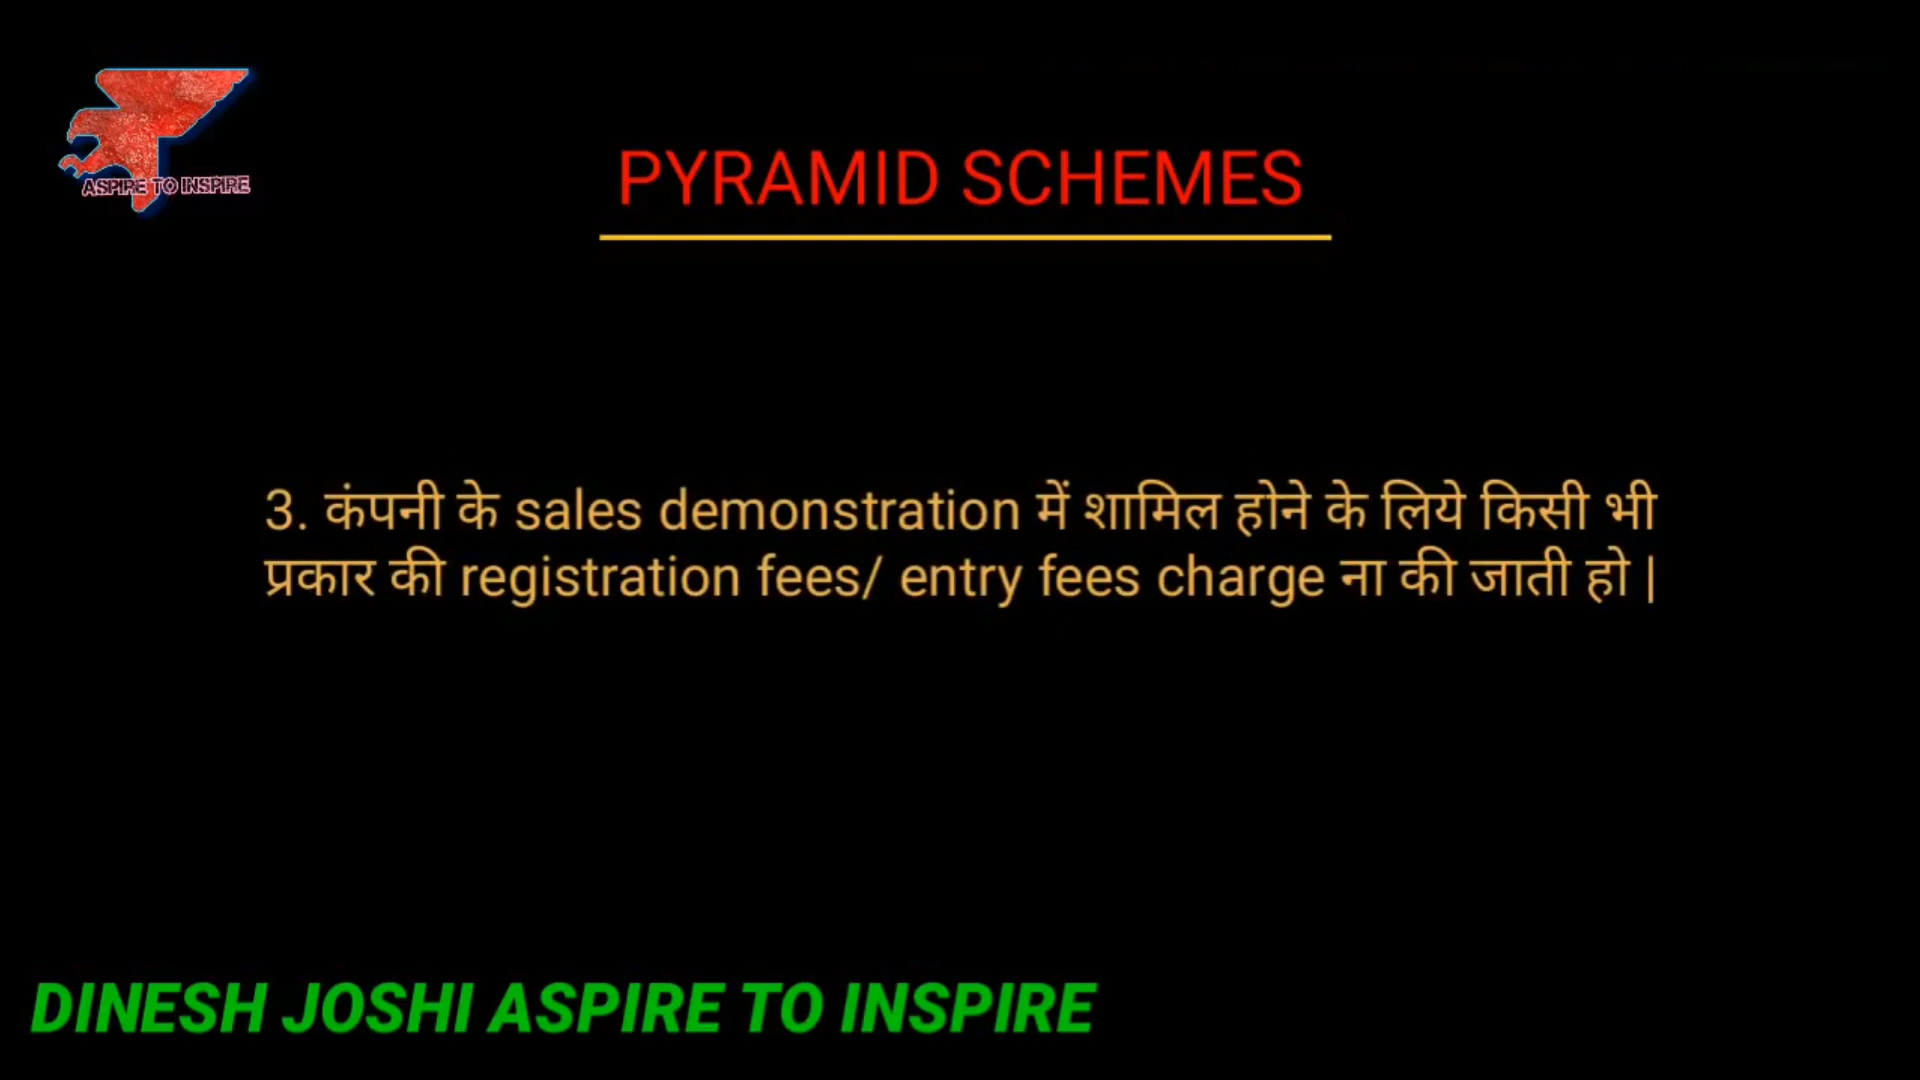 ASPIRE TO INSPIRE
PYRAMID SCHEMES
3. कंपनी के sales demonstration में शामिल होने के लिये किसी भी
प्रकार की registration fees/ entry fees charge ना की जाती हो |
DINESH JOSHI ASPIRE TO INSPIRE